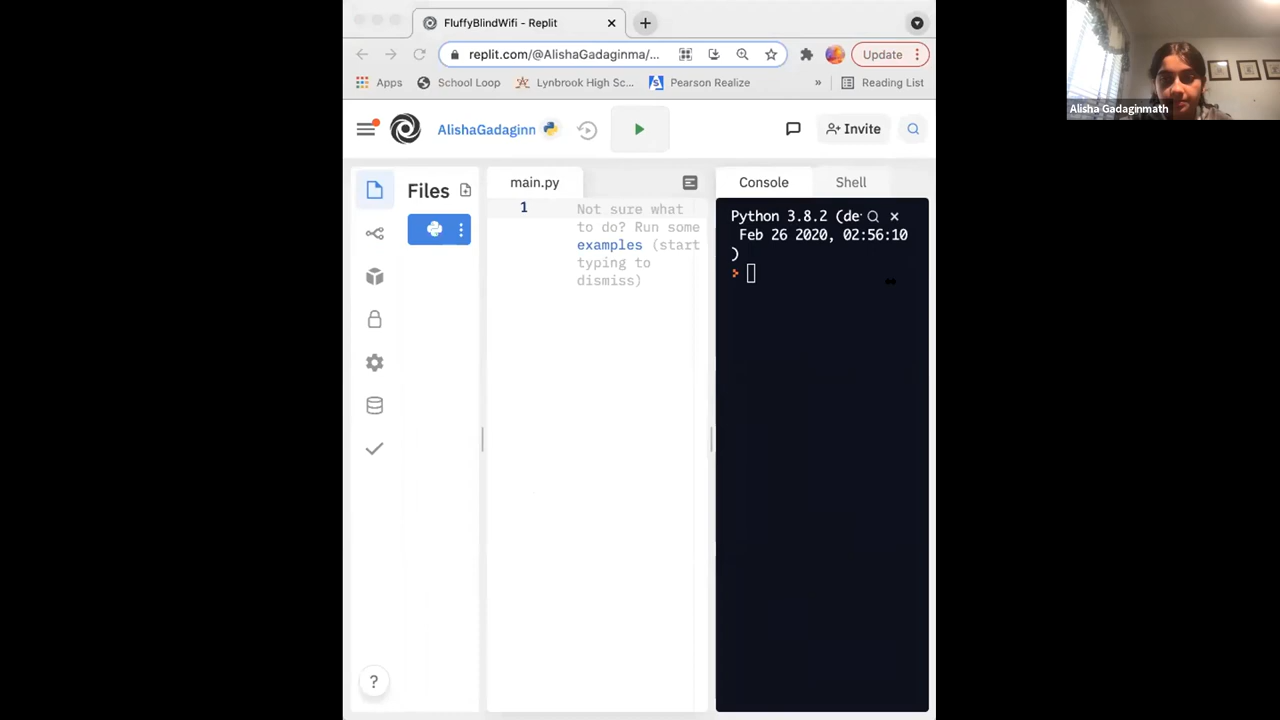 FluffyBlindWifi - Replit
replit.com/@AlishaGadaginma/...
Update
Apps
School Loop
Lynbrook High Sc...
Pearson Realize
»
Reading List
AlishaGadaginn
Invite
Files
main.py
Console
Shell
1
Not sure what
to do? Run some
examples (start
typing to
dismiss)
Python 3.8.2 (de
Feb 26 2020, 02:56:10
)
Alisha Gadaginmath
?